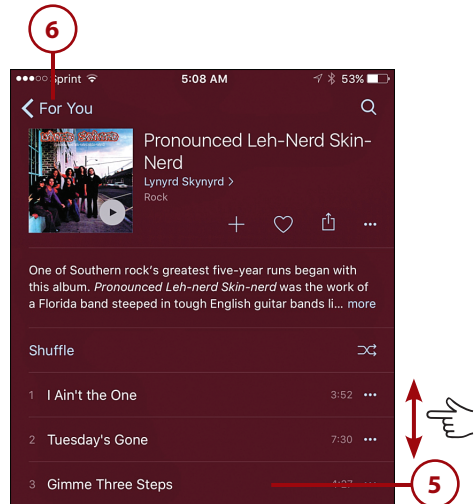 6
Sprint 5:08 AM 53%
For You
Pronounced Leh-Nerd Skin-
Nerd
Lynyrd Skynyrd >
Rock
One of Southern rock's greatest five-year runs began with
this album. Pronounced Leh-nerd Skin-nerd was the work of
a Florida band steeped in tough English guitar bands li... more
Shuffle
1 I Ain't the One 3:52
2 Tuesday's Gone 7:30
3 Gimme Three Steps 4:27
5